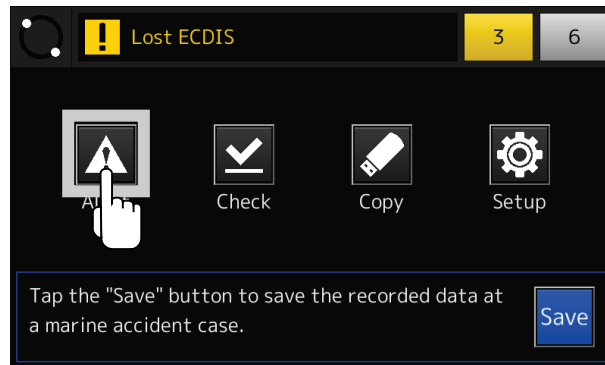 Lost ECDIS
3
6
Check
Copy
Setup
Tap the "Save" button to save the recorded data at
a marine accident case.
Save